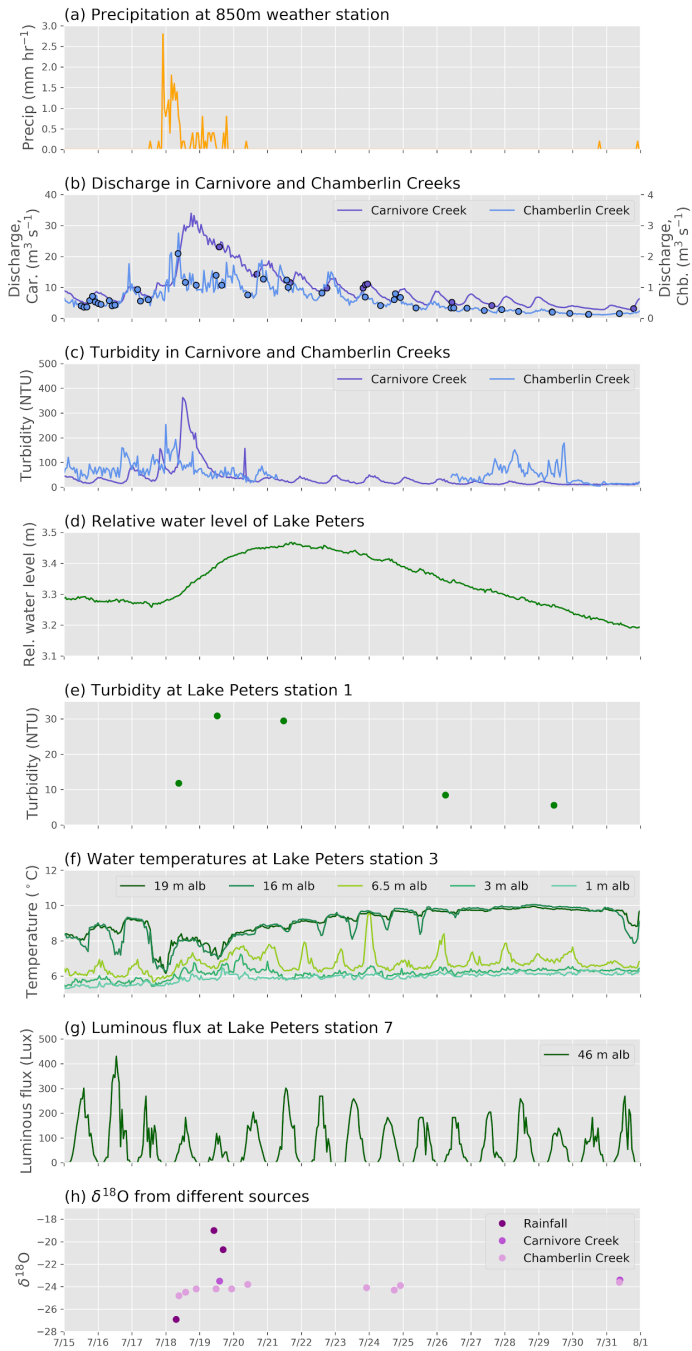 (a) Precipitation at 850m weather station
Precip (mm hr⁻¹)
3.0
2.5
2.0
1.5
1.0
0.5
0.0
(b) Discharge in Carnivore and Chamberlin Creeks
Discharge,
Car. (m³ s⁻¹)
40
30
20
10
0
Carnivore Creek
Chamberlin Creek
4
3
2
1
0
Discharge,
Chb. (m³ s⁻¹)
(c) Turbidity in Carnivore and Chamberlin Creeks
Turbidity (NTU)
500
400
300
200
100
0
Carnivore Creek
Chamberlin Creek
(d) Relative water level of Lake Peters
Rel. water level (m)
3.5
3.4
3.3
3.2
3.1
(e) Turbidity at Lake Peters station 1
Turbidity (NTU)
30
20
10
0
(f) Water temperatures at Lake Peters station 3
Temperature (°C)
12
10
8
6
19 m alb
16 m alb
6.5 m alb
3 m alb
1 m alb
(g) Luminous flux at Lake Peters station 7
Luminous flux (Lux)
500
400
300
200
100
0
46 m alb
(h) δ¹⁸O from different sources
δ¹⁸O
−18
−20
−22
−24
−26
−28
Rainfall
Carnivore Creek
Chamberlin Creek
7/15 7/16 7/17 7/18 7/19 7/20 7/21 7/22 7/23 7/24 7/25 7/26 7/27 7/28 7/29 7/30 7/31 8/1